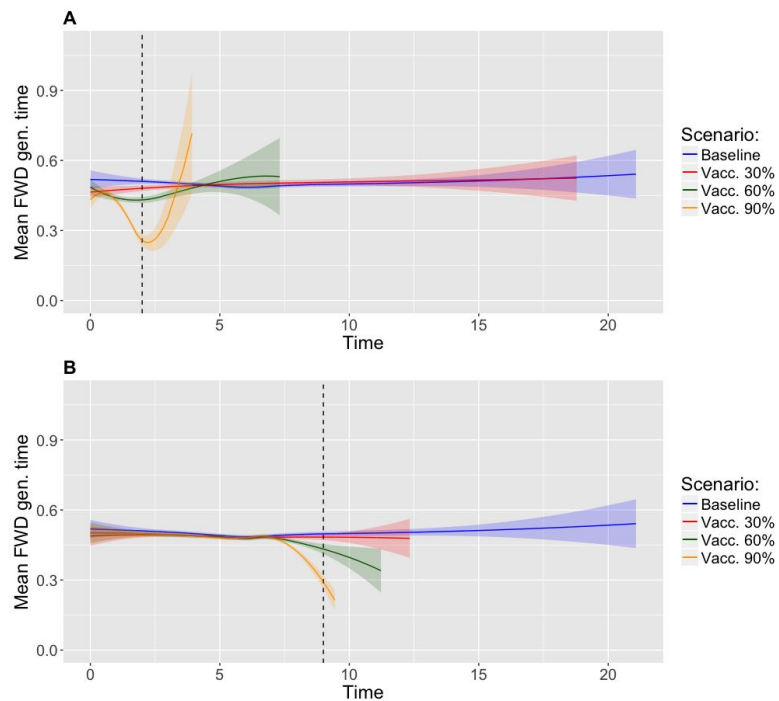 A
Mean FWD gen. time
0.9
0.6
0.3
0.0
0 5 10 15 20
Time
Scenario:
Baseline
Vacc. 30%
Vacc. 60%
Vacc. 90%
B
Mean FWD gen. time
0.9
0.6
0.3
0.0
0 5 10 15 20
Time
Scenario:
Baseline
Vacc. 30%
Vacc. 60%
Vacc. 90%